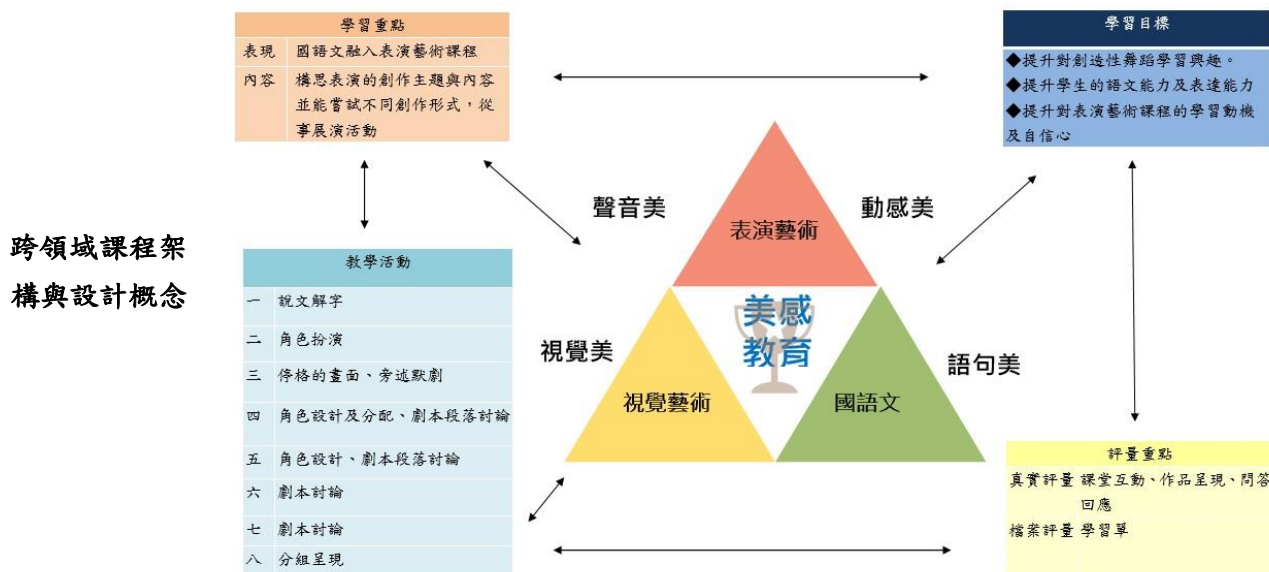 跨領域課程架
構與設計概念
學習重點
表現 國語文融入表演藝術課程
內容 構思表演的創作主題與內容
並能嘗試不同創作形式，從
事展演活動
學習目標
◆提升對創造性舞蹈學習興趣。
◆提升學生的語文能力及表達能力
◆提升對表演藝術課程的學習動機
及自信心
聲音美
動感美
表演藝術
美感
教育
視覺美
語句美
視覺藝術
國語文
教學活動
一 說文解字
二 角色扮演
三 停格的畫面、旁述默劇
四 角色設計及分配、劇本段落討論
五 角色設計、劇本段落討論
六 劇本討論
七 劇本討論
八 分組呈現
評量重點
真實評量 課堂互動、作品呈現、問答
回應
檔案評量 學習單